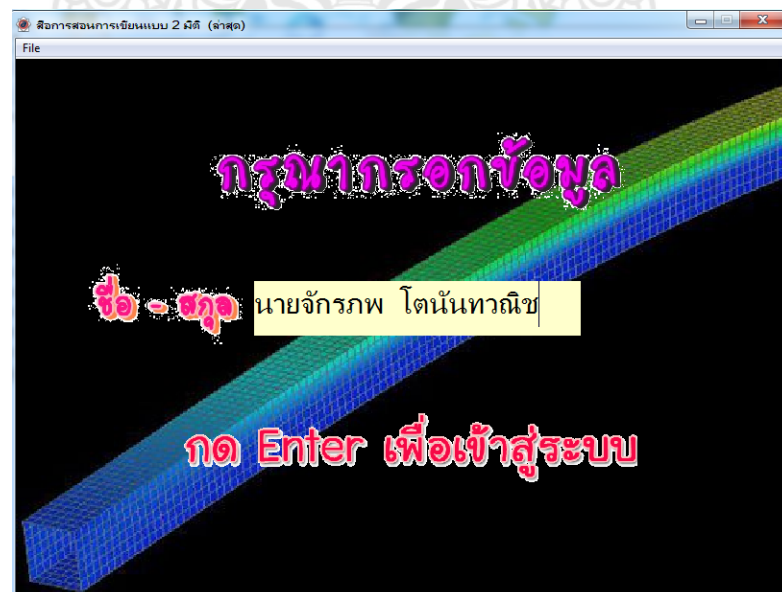 สื่อการสอนการเขียนแบบ 2 มิติ (ล่าสุด)
File
กรุณากรอกข้อมูล
ชื่อ - สกุล นายจักรภพ โตนันทวณิช
กด Enter เพื่อเข้าสู่ระบบ